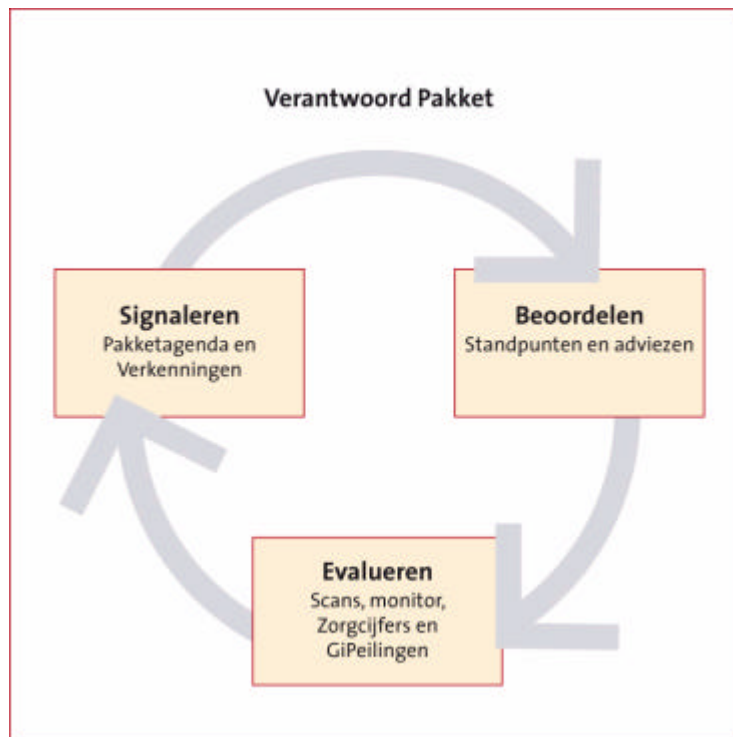 Verantwoord Pakket
Signaleren
Pakketagenda en
Verkenningen
Beoordelen
Standpunten en adviezen
Evalueren
Scans, monitor,
Zorgcijfers en
GiPeilingen